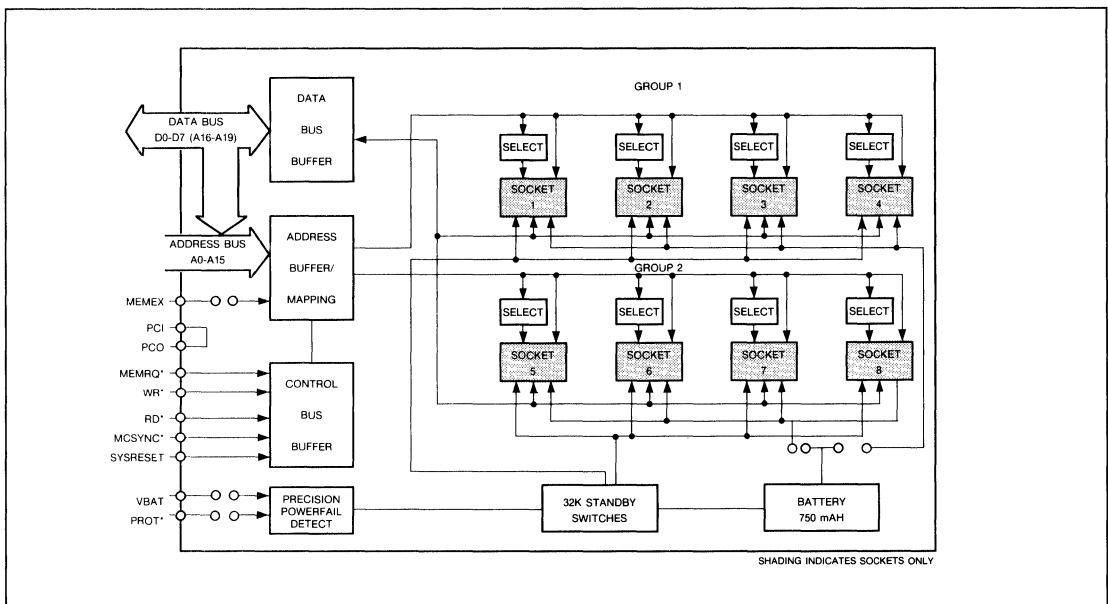 GROUP 1
DATA
BUS
BUFFER
DATA BUS
D0-D7 (A16-A19)
SELECT
SELECT
SELECT
SELECT
SOCKET
1
SOCKET
2
SOCKET
3
SOCKET
4
ADDRESS BUS
A0-A15
ADDRESS
BUFFER/
MAPPING
GROUP 2
MEMEX
PCI
PCO
SELECT
SELECT
SELECT
SELECT
SOCKET
5
SOCKET
6
SOCKET
7
SOCKET
8
MEMRQ*
WR*
RD*
MCSYNC*
SYSRESET
CONTROL
BUS
BUFFER
VBAT
PROT*
PRECISION
POWERFAIL
DETECT
32K STANDBY
SWITCHES
BATTERY
750 mAH
SHADING INDICATES SOCKETS ONLY